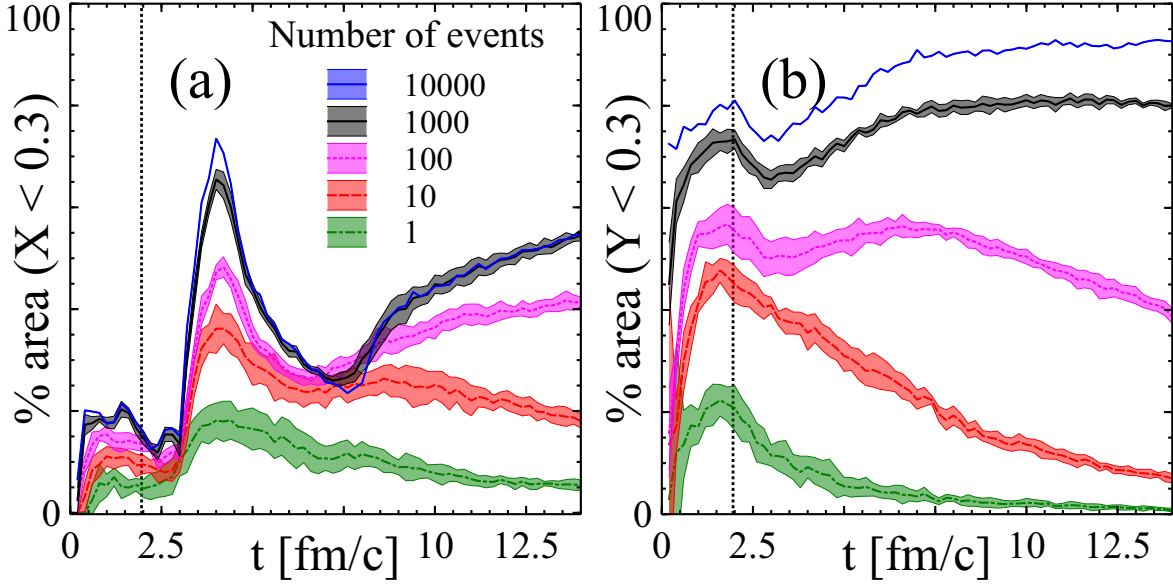 100
% area (X < 0.3)
0
(a)
Number of events
10000
1000
100
10
1
0
2.5
t [fm/c]
10
12.5
100
% area (Y < 0.3)
0
(b)
0
2.5
t [fm/c]
10
12.5